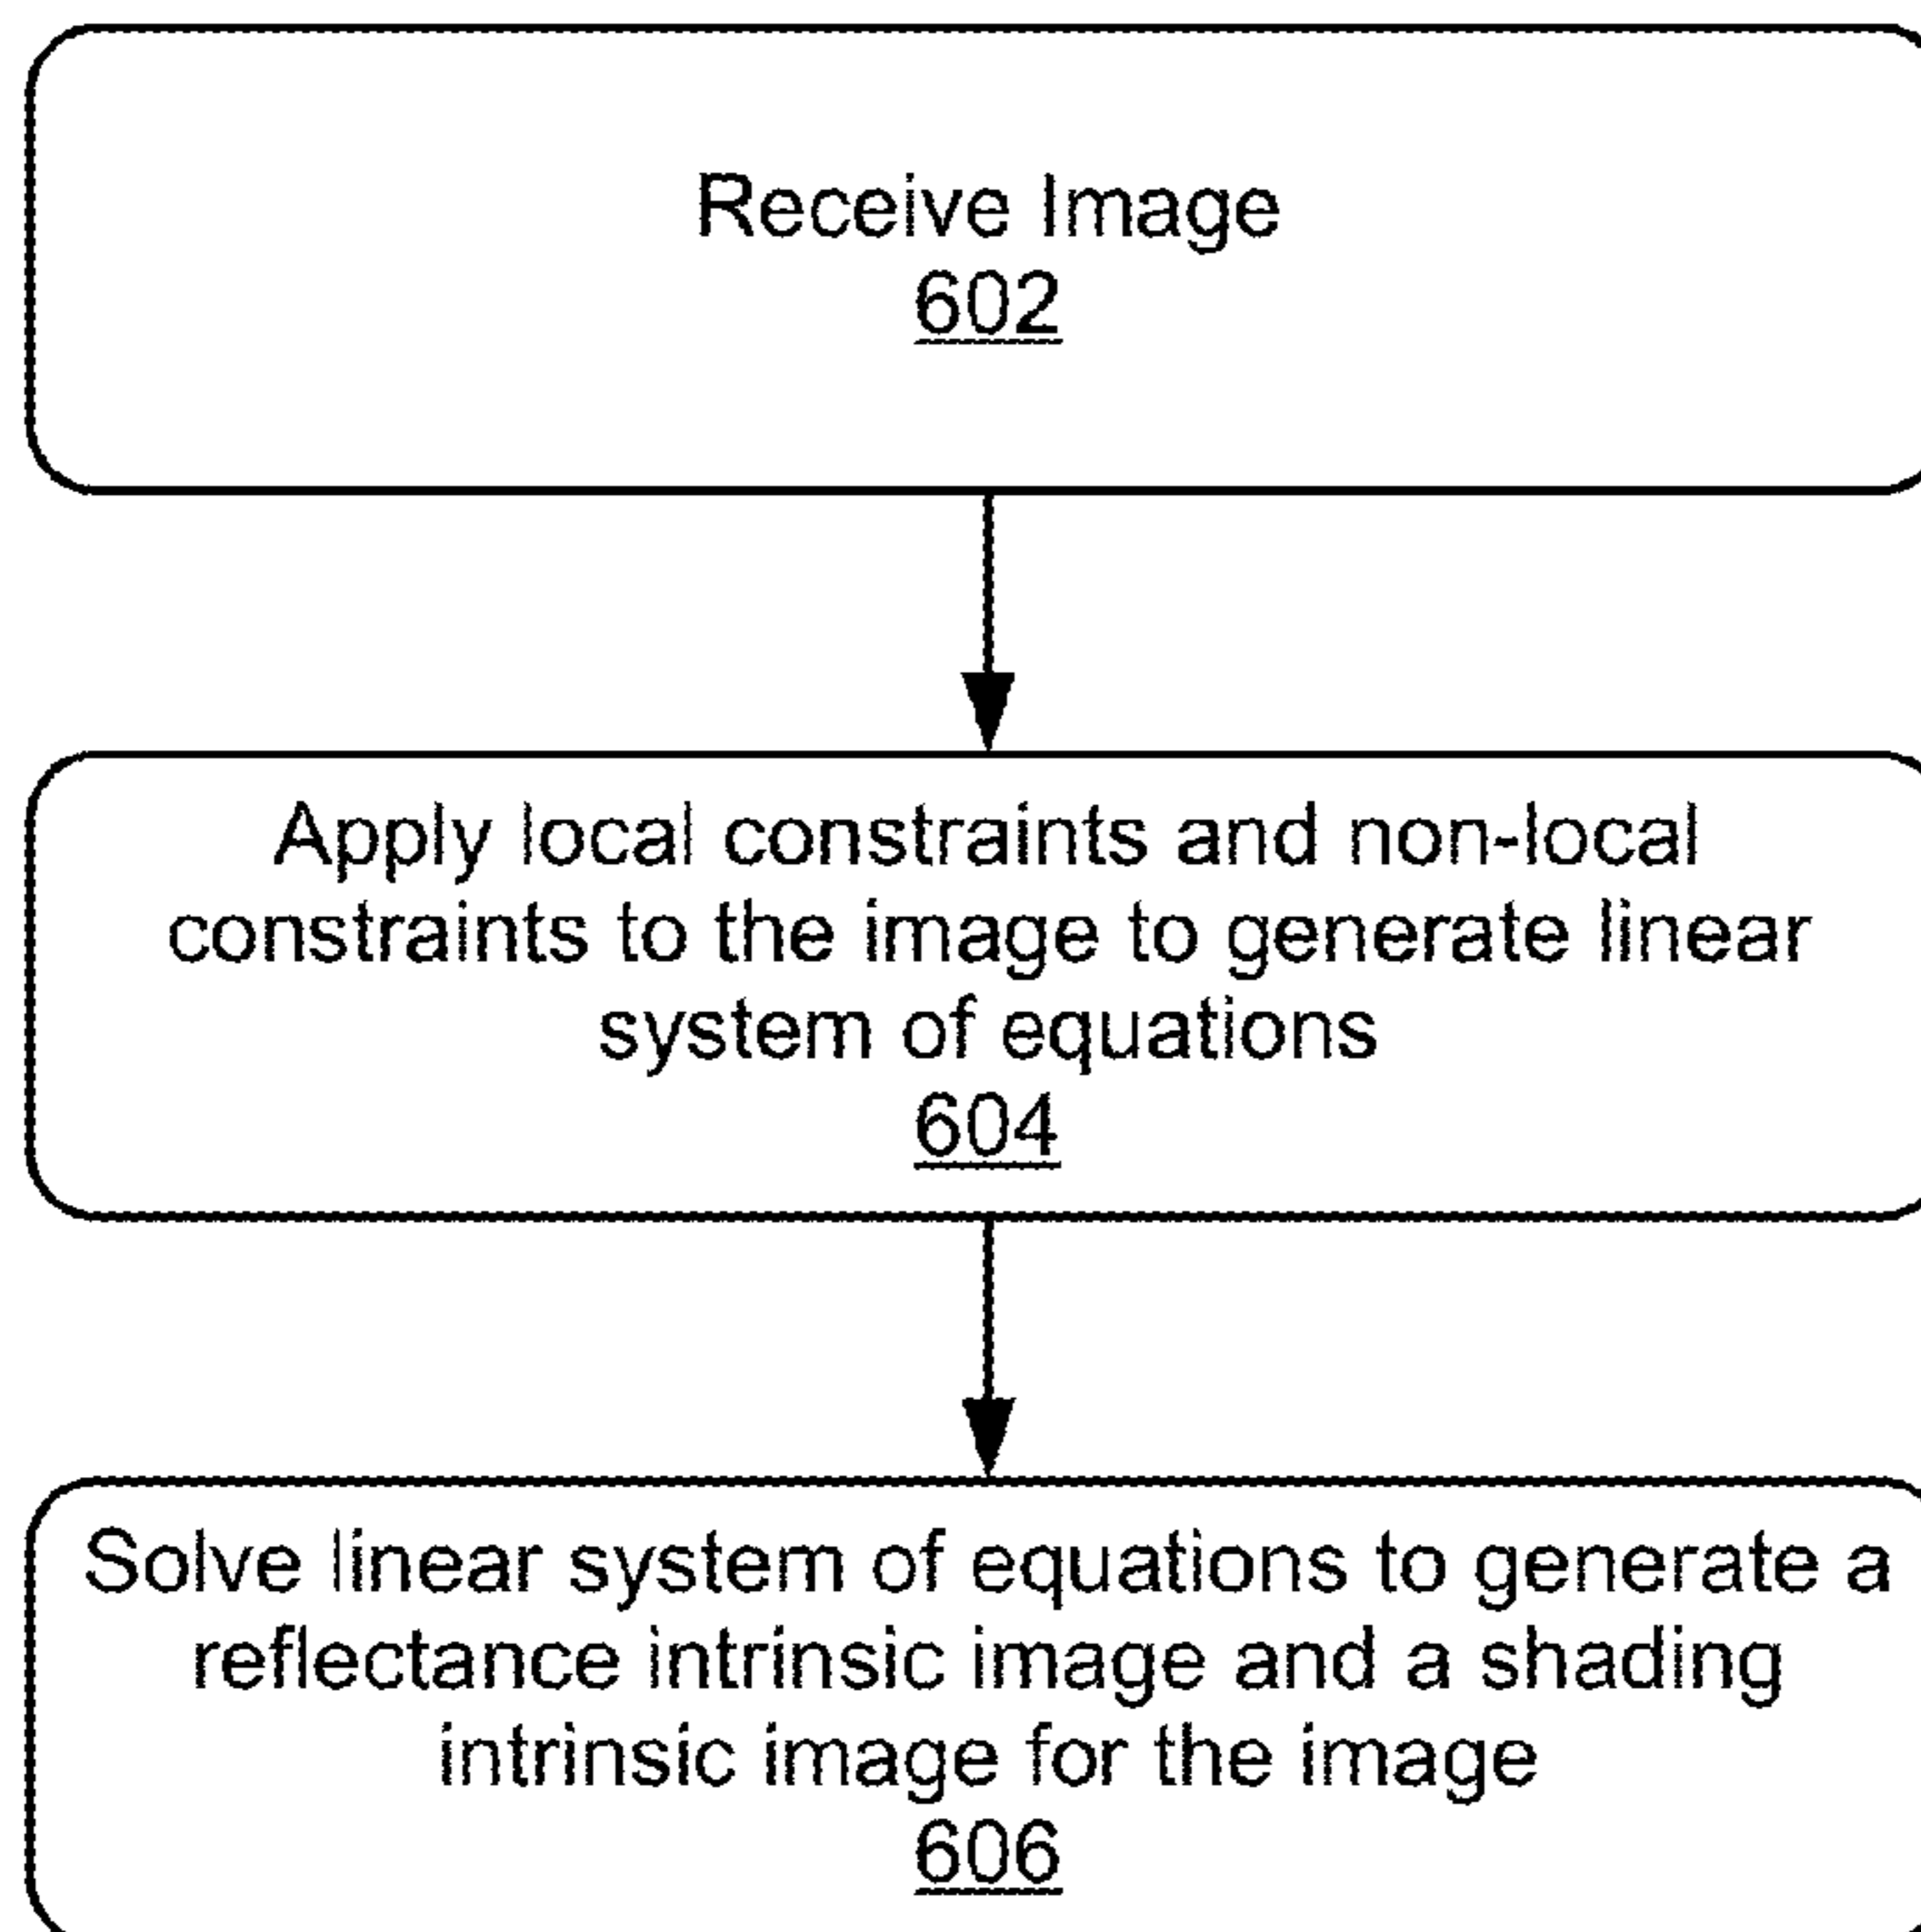 Receive Image
602
Apply local constraints and non-local
constraints to the image to generate linear
system of equations
604
Solve linear system of equations to generate a
reflectance intrinsic image and a shading
intrinsic image for the image
606